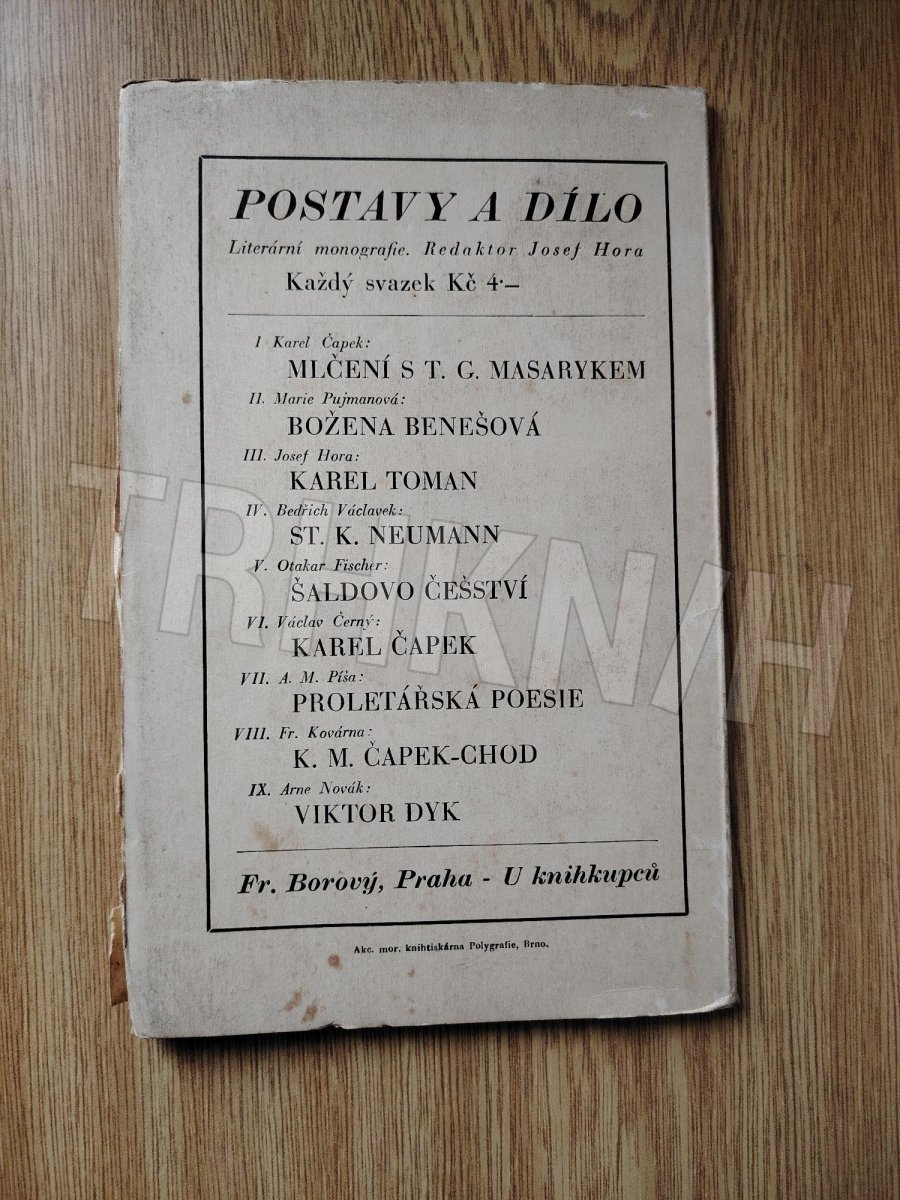 POSTAVY A DÍLO
Literární monografie. Redaktor Josef Hora
Každý svazek Kč 4·—
I Karel Čapek:
MLČENÍ S T. G. MASARYKEM
II. Marie Pujmanová:
BOŽENA BENEŠOVÁ
III. Josef Hora:
KAREL TOMAN
IV. Bedřich Václavek:
ST. K. NEUMANN
V. Otakar Fischer:
ŠALDOVO ČEŠSTVÍ
VI. Václav Černý:
KAREL ČAPEK
VII. A. M. Píša:
PROLETÁŘSKÁ POESIE
VIII. Fr. Kovárna:
K. M. ČAPEK-CHOD
IX. Arne Novák:
VIKTOR DYK
Fr. Borový, Praha - U knihkupců
Akc. mor. knihtiskárna Polygrafie, Brno.
TRHKNIH